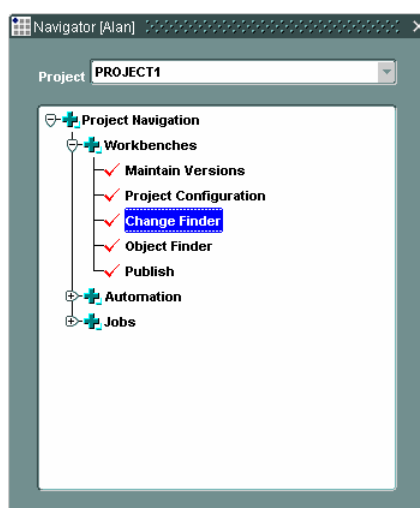 Navigator [Alan]
Project PROJECT1
Project Navigation
Workbenches
Maintain Versions
Project Configuration
Change Finder
Object Finder
Publish
Automation
Jobs